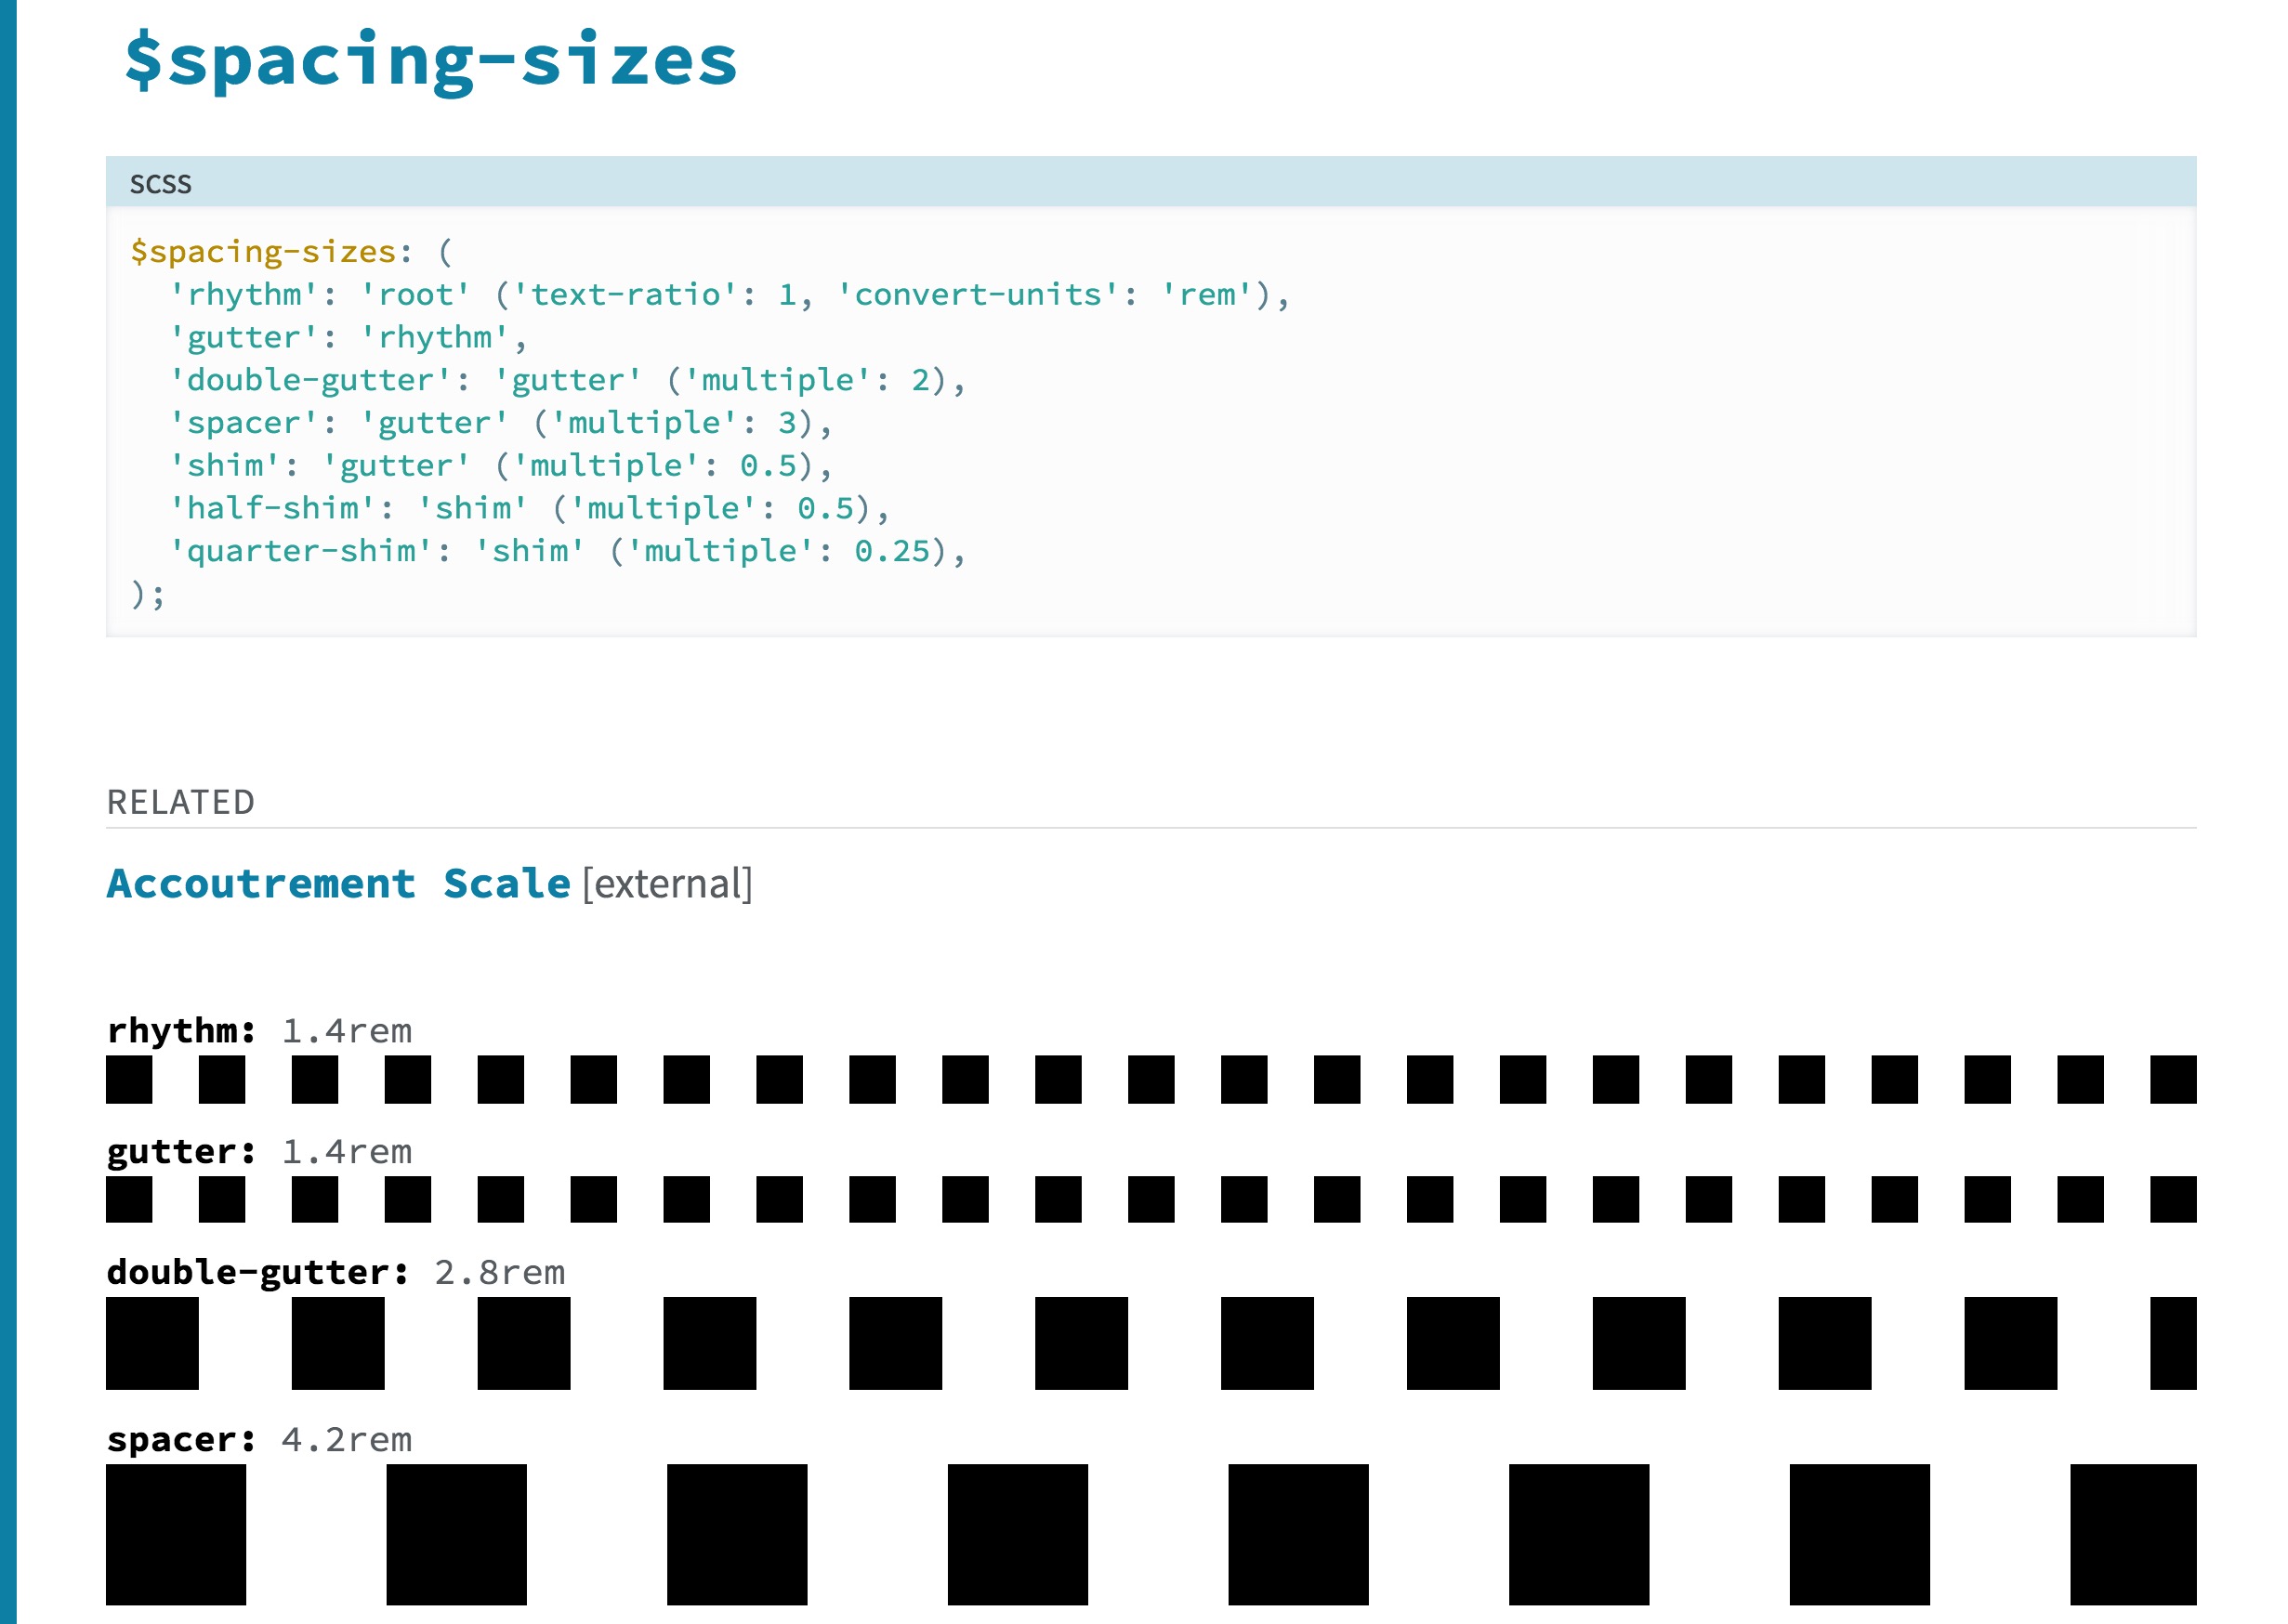 $spacing-sizes
scss
$spacing-sizes: (
  'rhythm': 'root' ('text-ratio': 1, 'convert-units': 'rem'),
  'gutter': 'rhythm',
  'double-gutter': 'gutter' ('multiple': 2),
  'spacer': 'gutter' ('multiple': 3),
  'shim': 'gutter' ('multiple': 0.5),
  'half-shim': 'shim' ('multiple': 0.5),
  'quarter-shim': 'shim' ('multiple': 0.25),
);
RELATED
Accoutrement Scale [external]
rhythm: 1.4rem
gutter: 1.4rem
double-gutter: 2.8rem
spacer: 4.2rem